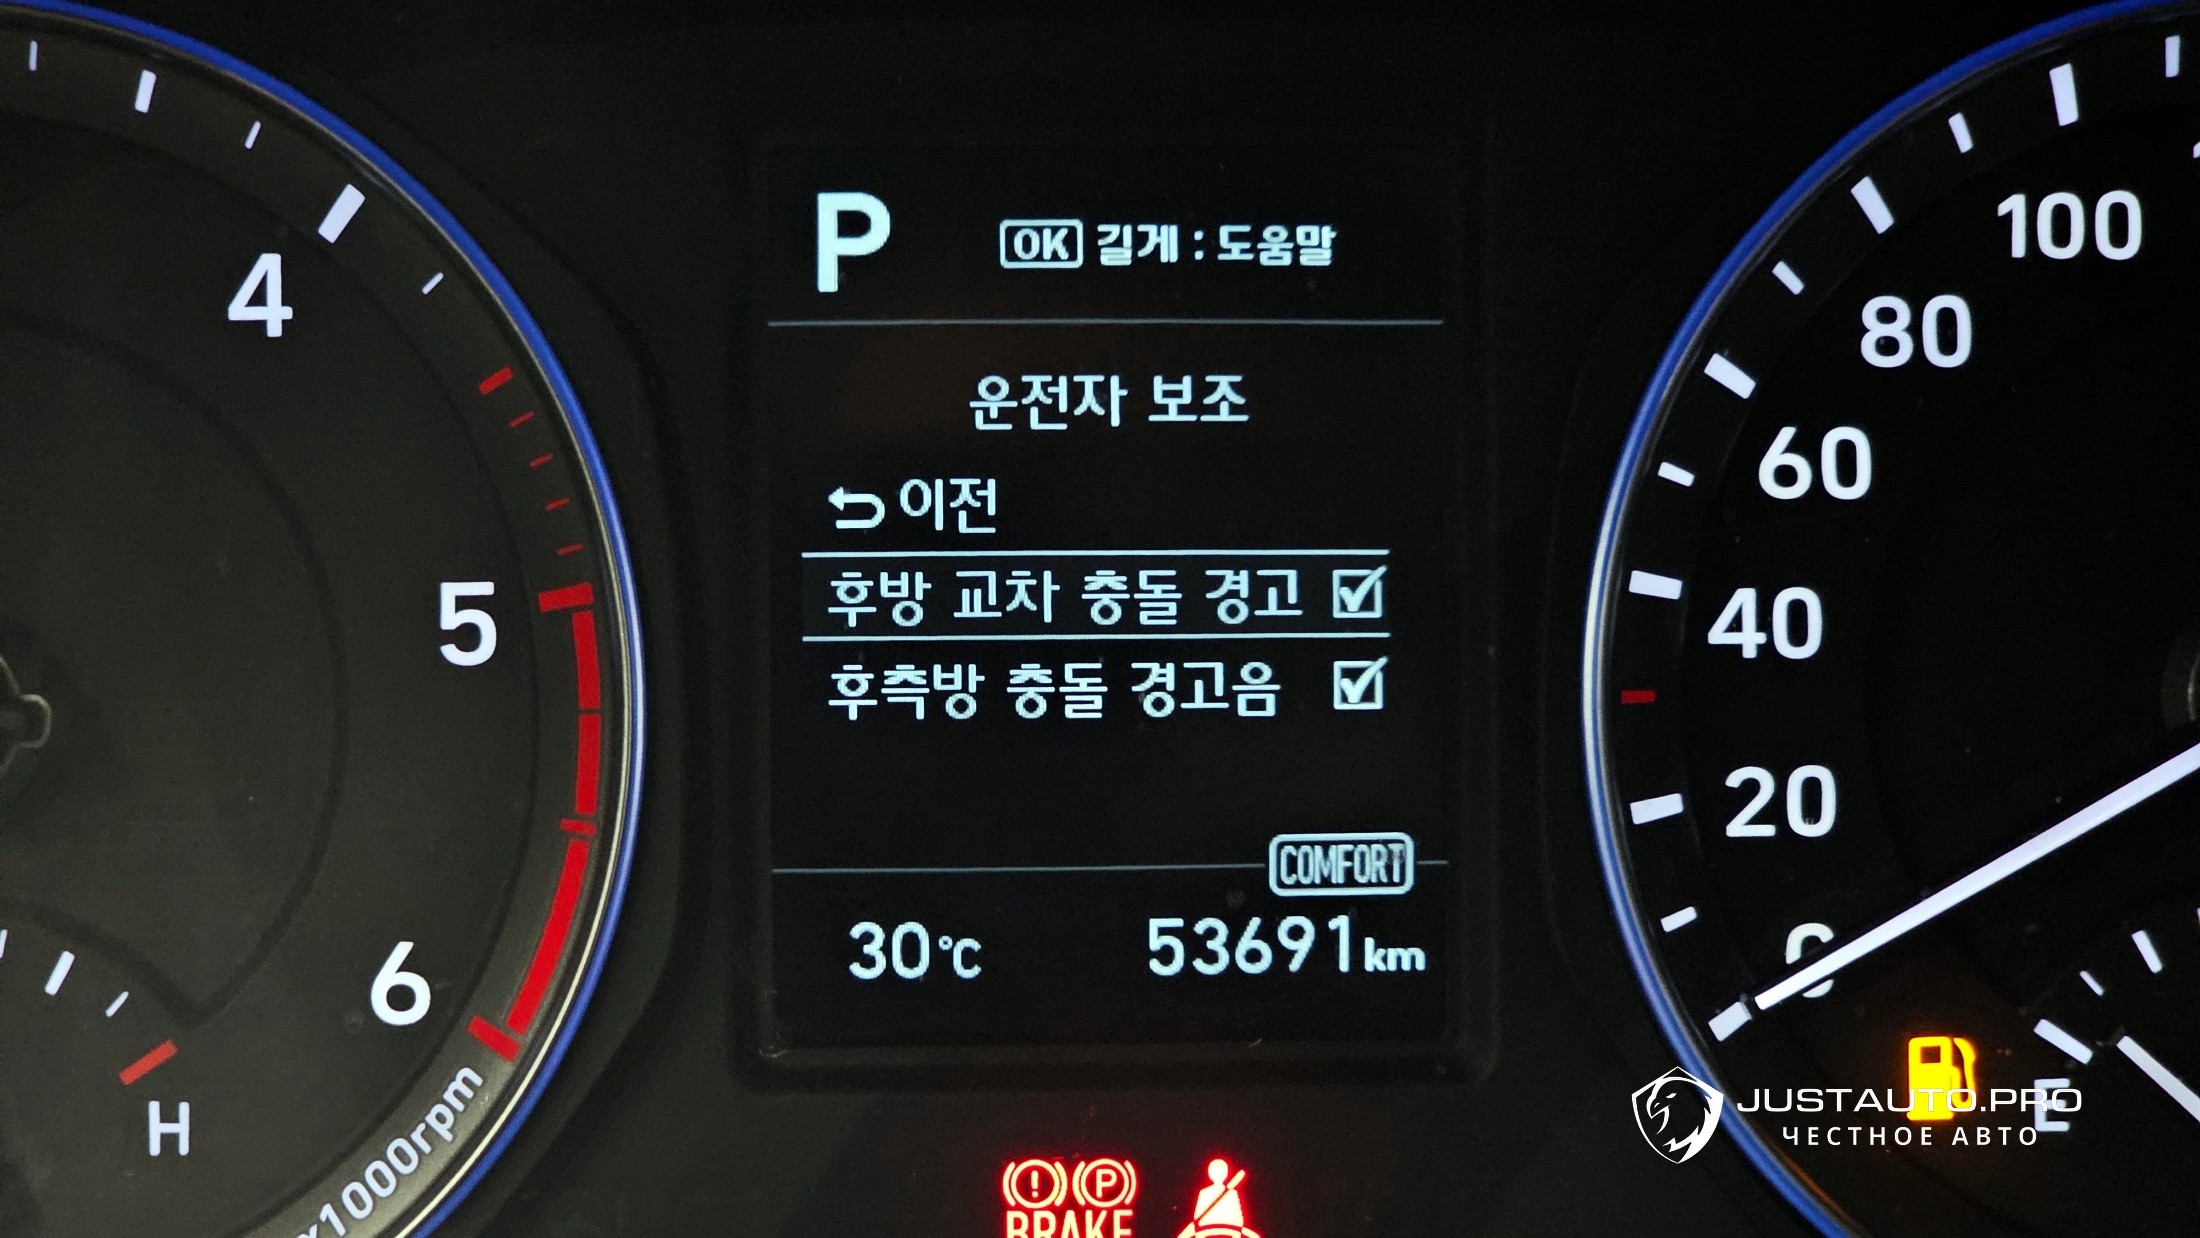 P
OK 길게 : 도움말
운전자 보조
이전
후방 교차 충돌 경고
후측방 충돌 경고음
COMFORT
30°C
53691km
4
5
6
x1000rpm
H
100
80
60
40
20
0
E
BRAKE
JUSTAUTO.PRO
ЧЕСТНОЕ АВТО